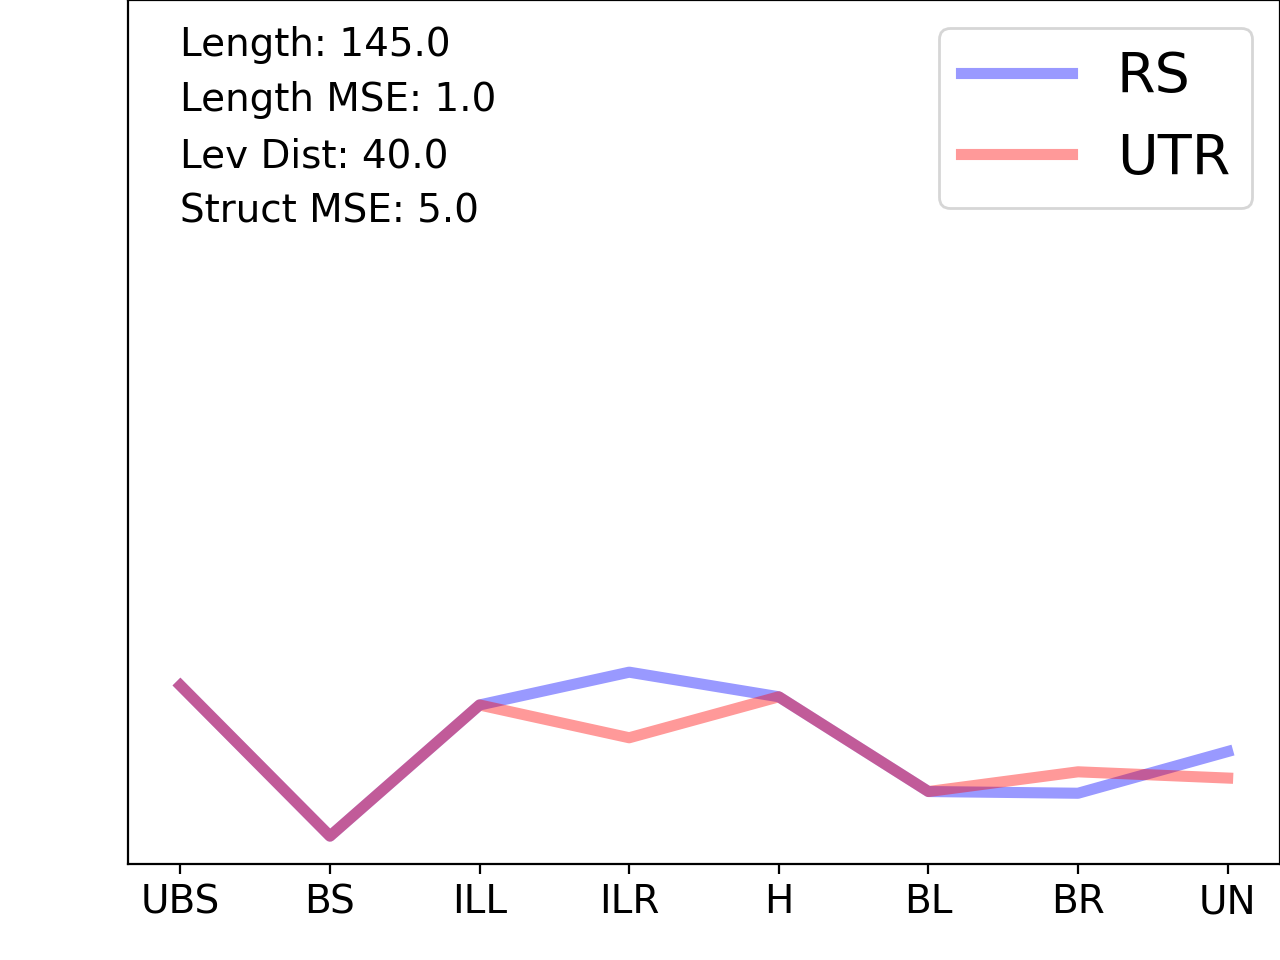 Length: 145.0
Length MSE: 1.0
Lev Dist: 40.0
Struct MSE: 5.0
RS
UTR
UBS BS ILL ILR H BL BR UN